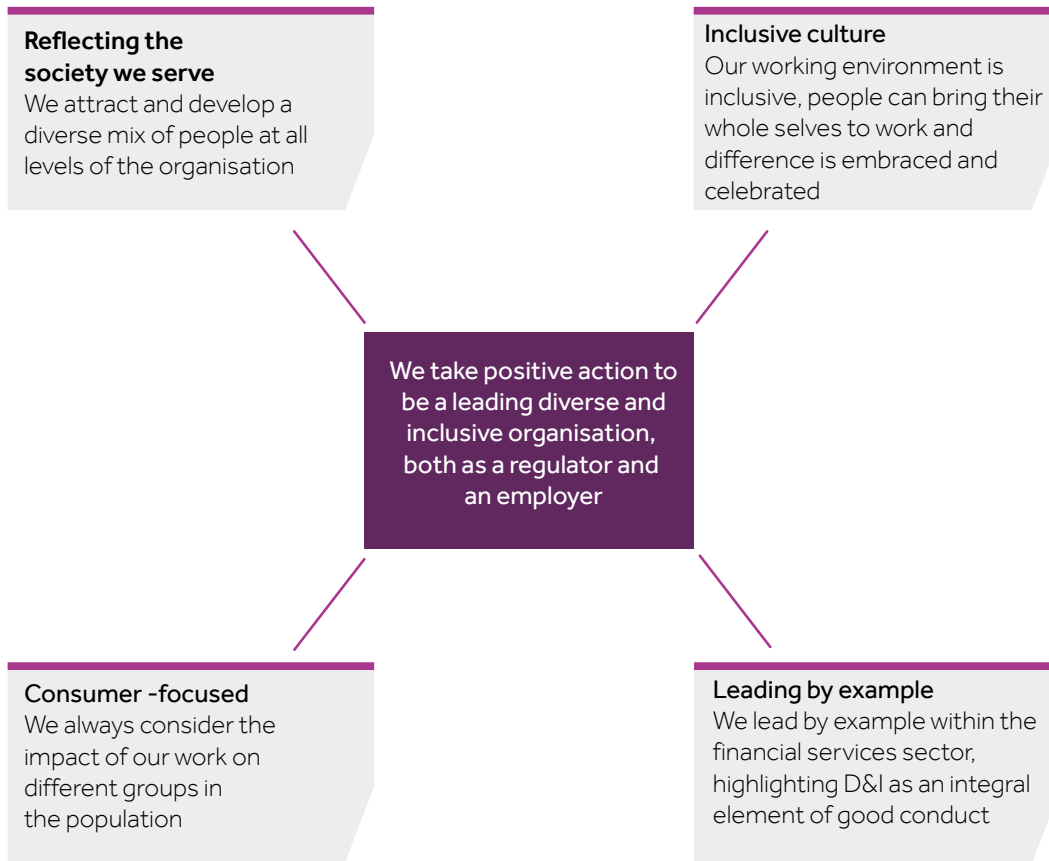 Reflecting the
society we serve
We attract and develop a
diverse mix of people at all
levels of the organisation
Inclusive culture
Our working environment is
inclusive, people can bring their
whole selves to work and
difference is embraced and
celebrated
We take positive action to
be a leading diverse and
inclusive organisation,
both as a regulator and
an employer
Consumer -focused
We always consider the
impact of our work on
different groups in
the population
Leading by example
We lead by example within the
financial services sector,
highlighting D&I as an integral
element of good conduct